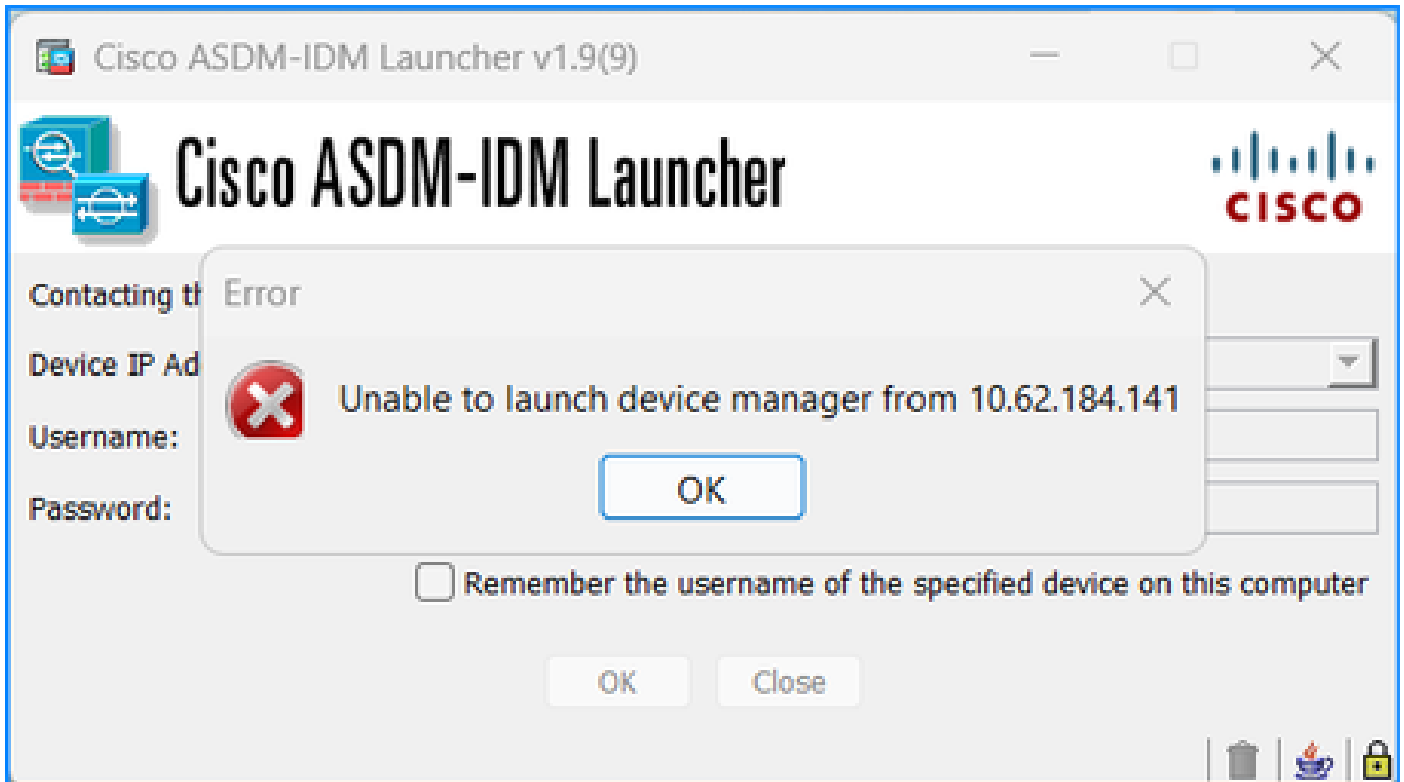 Cisco ASDM-IDM Launcher v1.9(9)
Cisco ASDM-IDM Launcher
CISCO
Contacting th
Error
Device IP Ad
Unable to launch device manager from 10.62.184.141
Username:
OK
Password:
Remember the username of the specified device on this computer
OK
Close